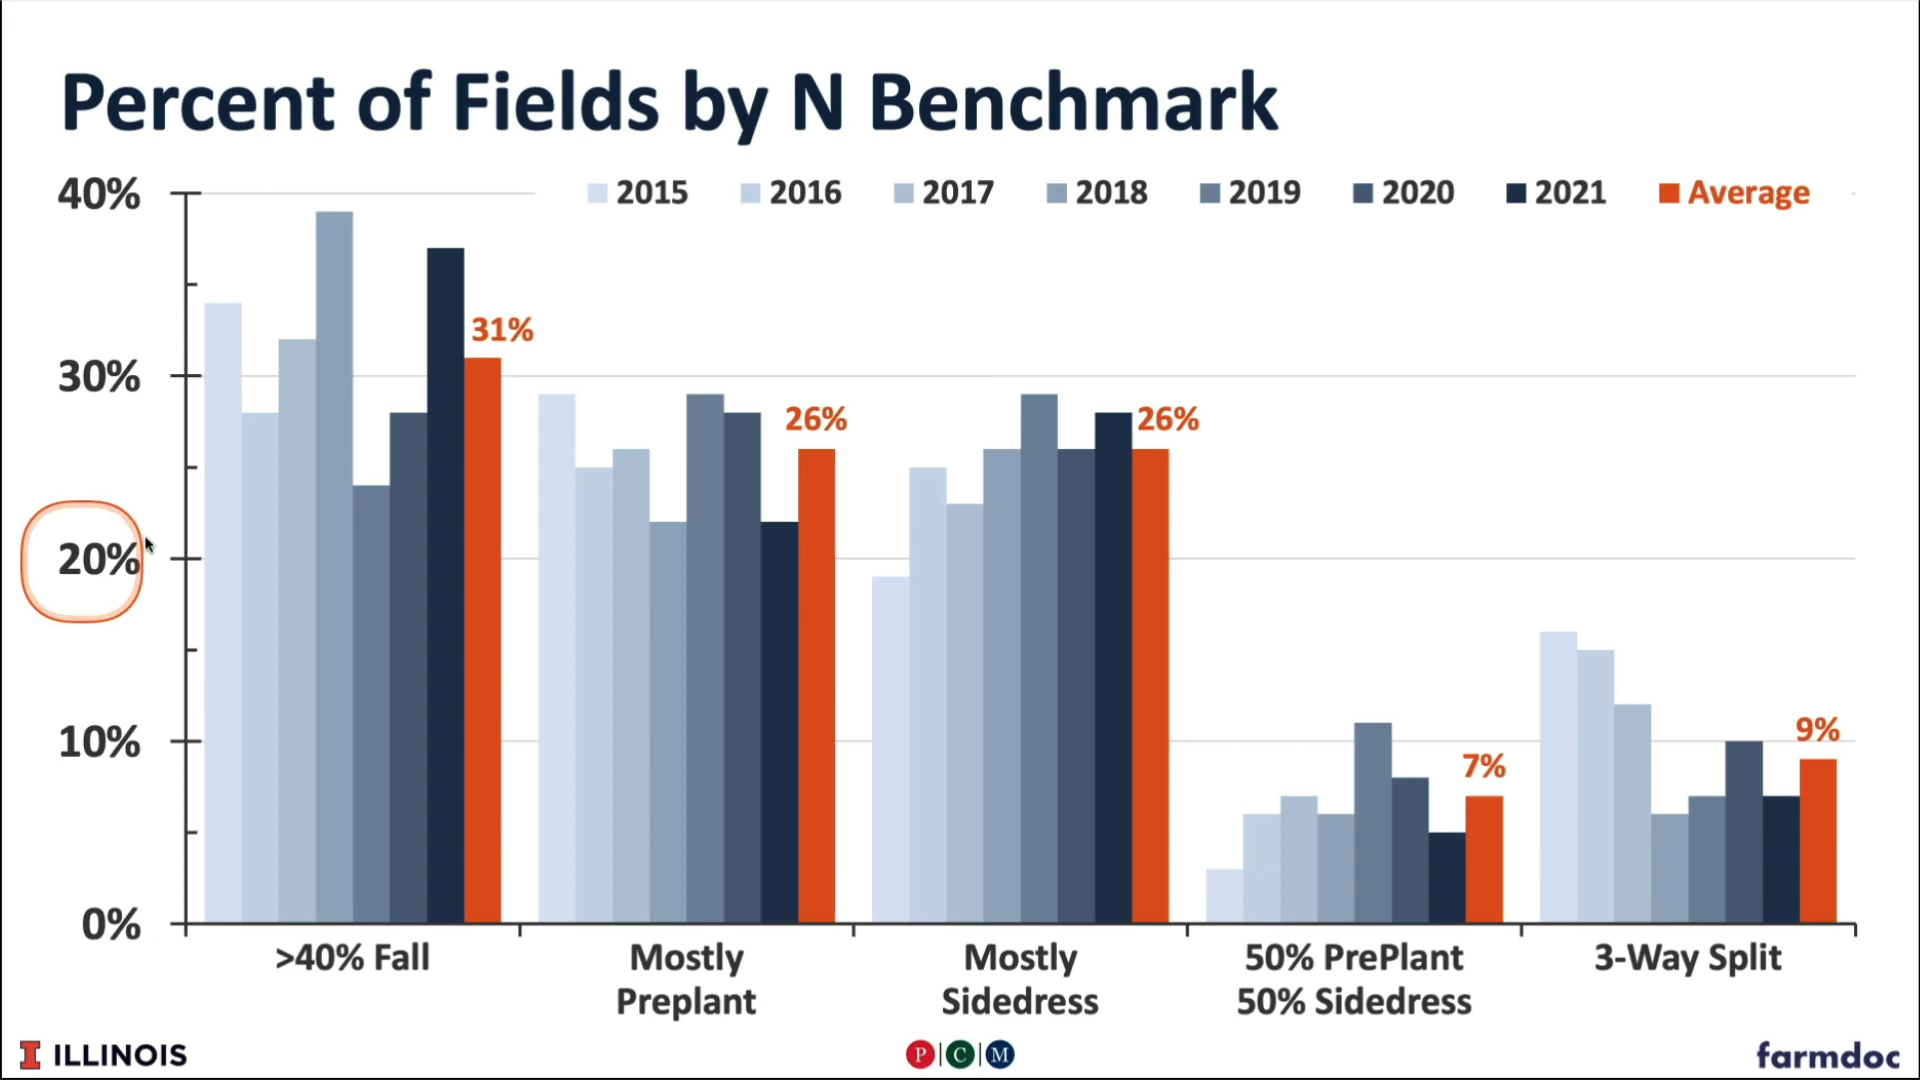 Percent of Fields by N Benchmark
2015 2016 2017 2018 2019 2020 2021 Average
40%
30%
20%
10%
0%
31%
26%
26%
7%
9%
>40% Fall
Mostly
Preplant
Mostly
Sidedress
50% PrePlant
50% Sidedress
3-Way Split
I ILLINOIS
P|C|M
farmdoc